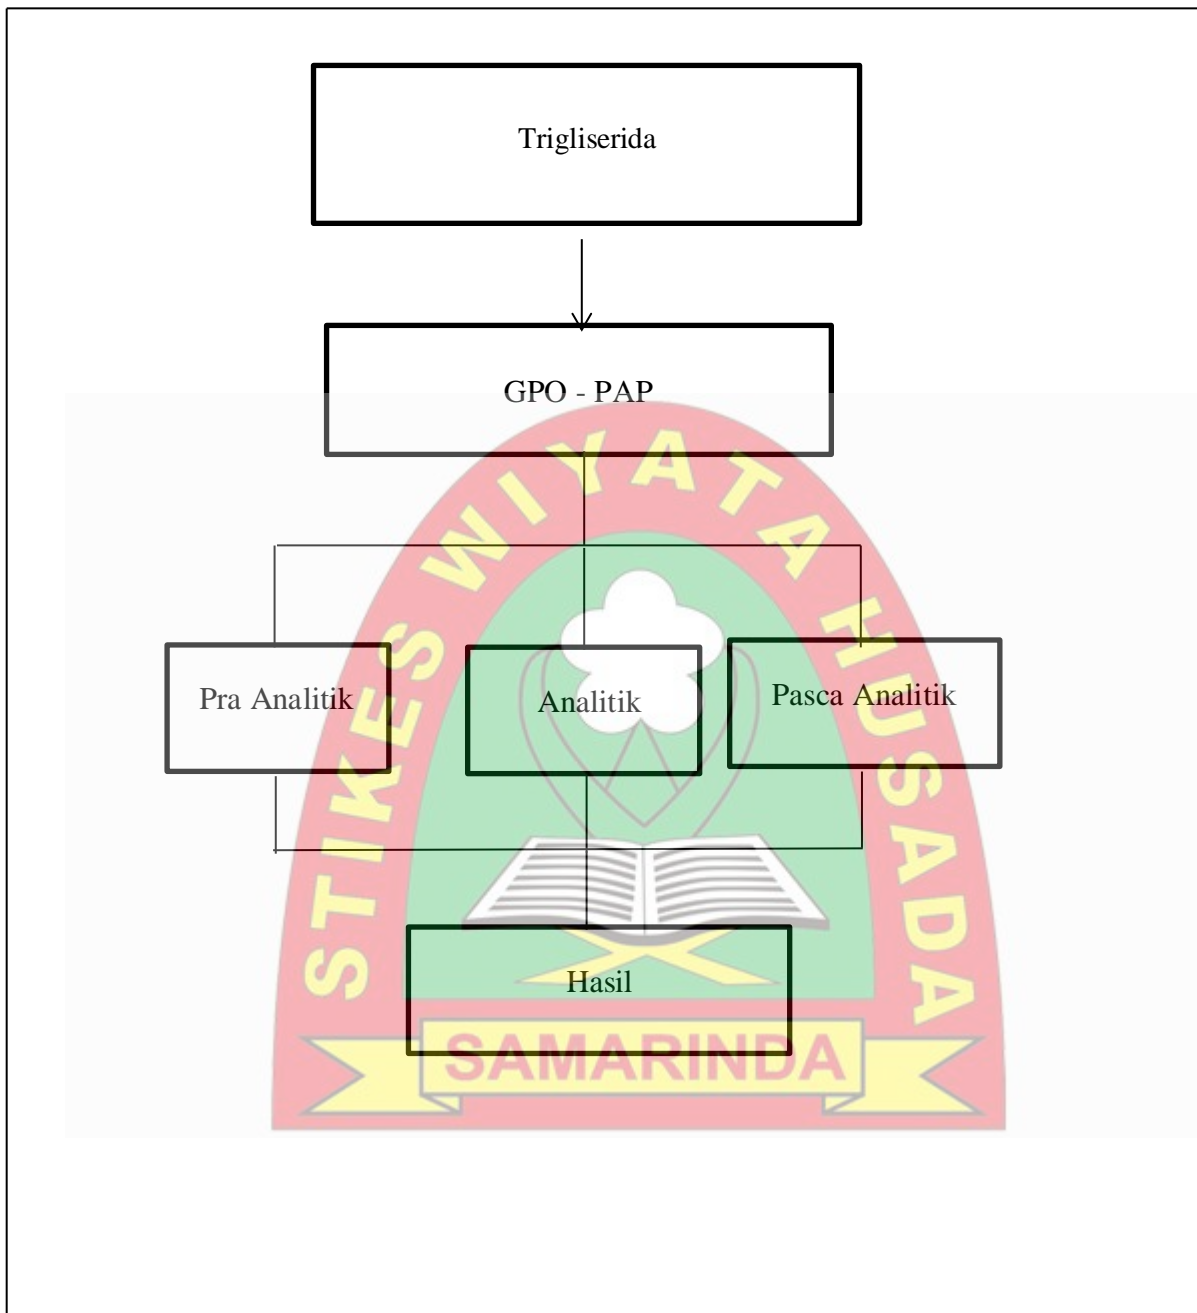 Trigliserida
GPO - PAP
Pra Analitik
Analitik
Pasca Analitik
Hasil
STIKES WIYATA HUSADA
SAMARINDA